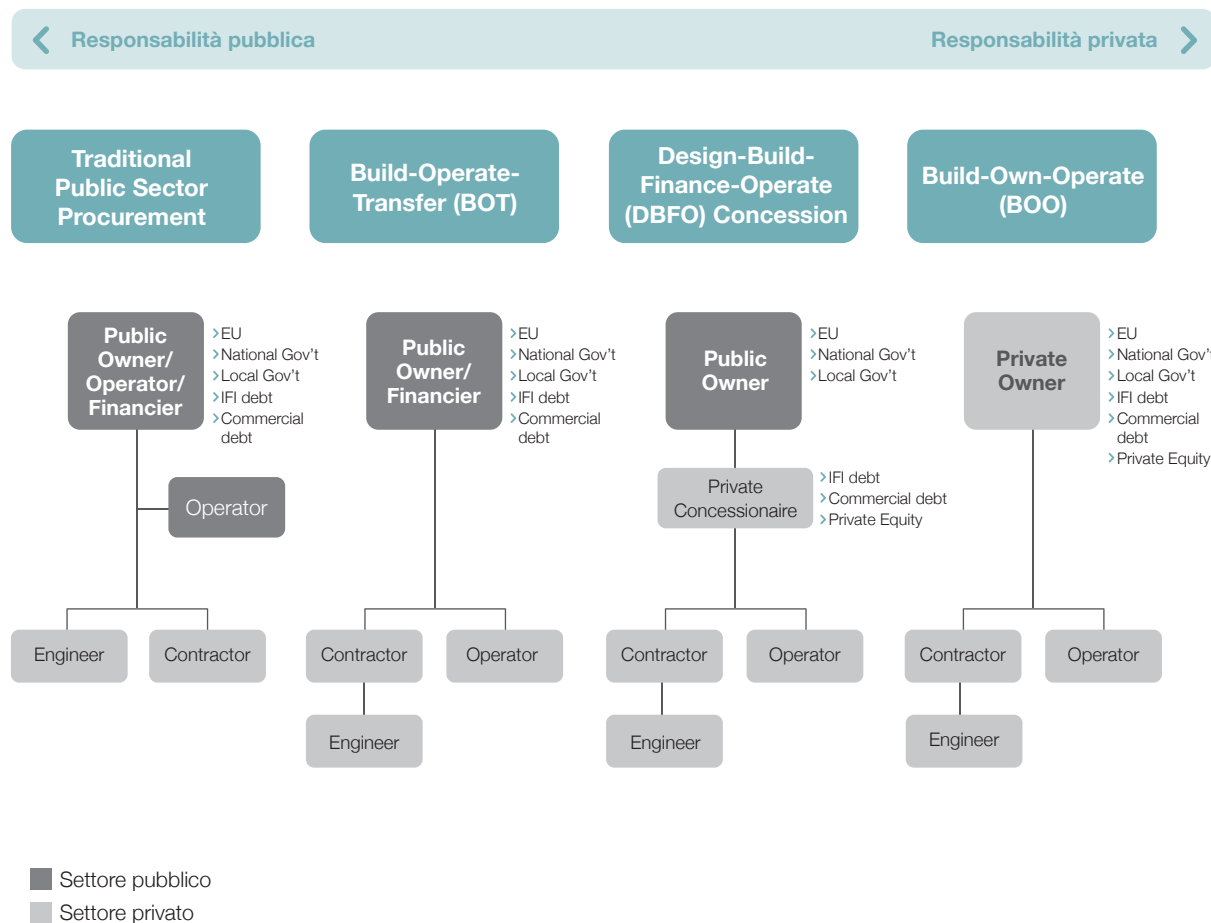 Responsabilità pubblica
Responsabilità privata
Traditional
Public Sector
Procurement
Build-Operate-
Transfer (BOT)
Design-Build-
Finance-Operate
(DBFO) Concession
Build-Own-Operate
(BOO)
Public
Owner/
Operator/
Financier
›EU
›National Gov't
›Local Gov't
›IFI debt
›Commercial
debt
Operator
Engineer
Contractor
Public
Owner/
Financier
›EU
›National Gov't
›Local Gov't
›IFI debt
›Commercial
debt
Contractor
Operator
Engineer
Public
Owner
›EU
›National Gov't
›Local Gov't
Private
Concessionaire
›IFI debt
›Commercial debt
›Private Equity
Contractor
Operator
Engineer
Private
Owner
›EU
›National Gov't
›Local Gov't
›IFI debt
›Commercial
debt
›Private Equity
Contractor
Operator
Engineer
Settore pubblico
Settore privato